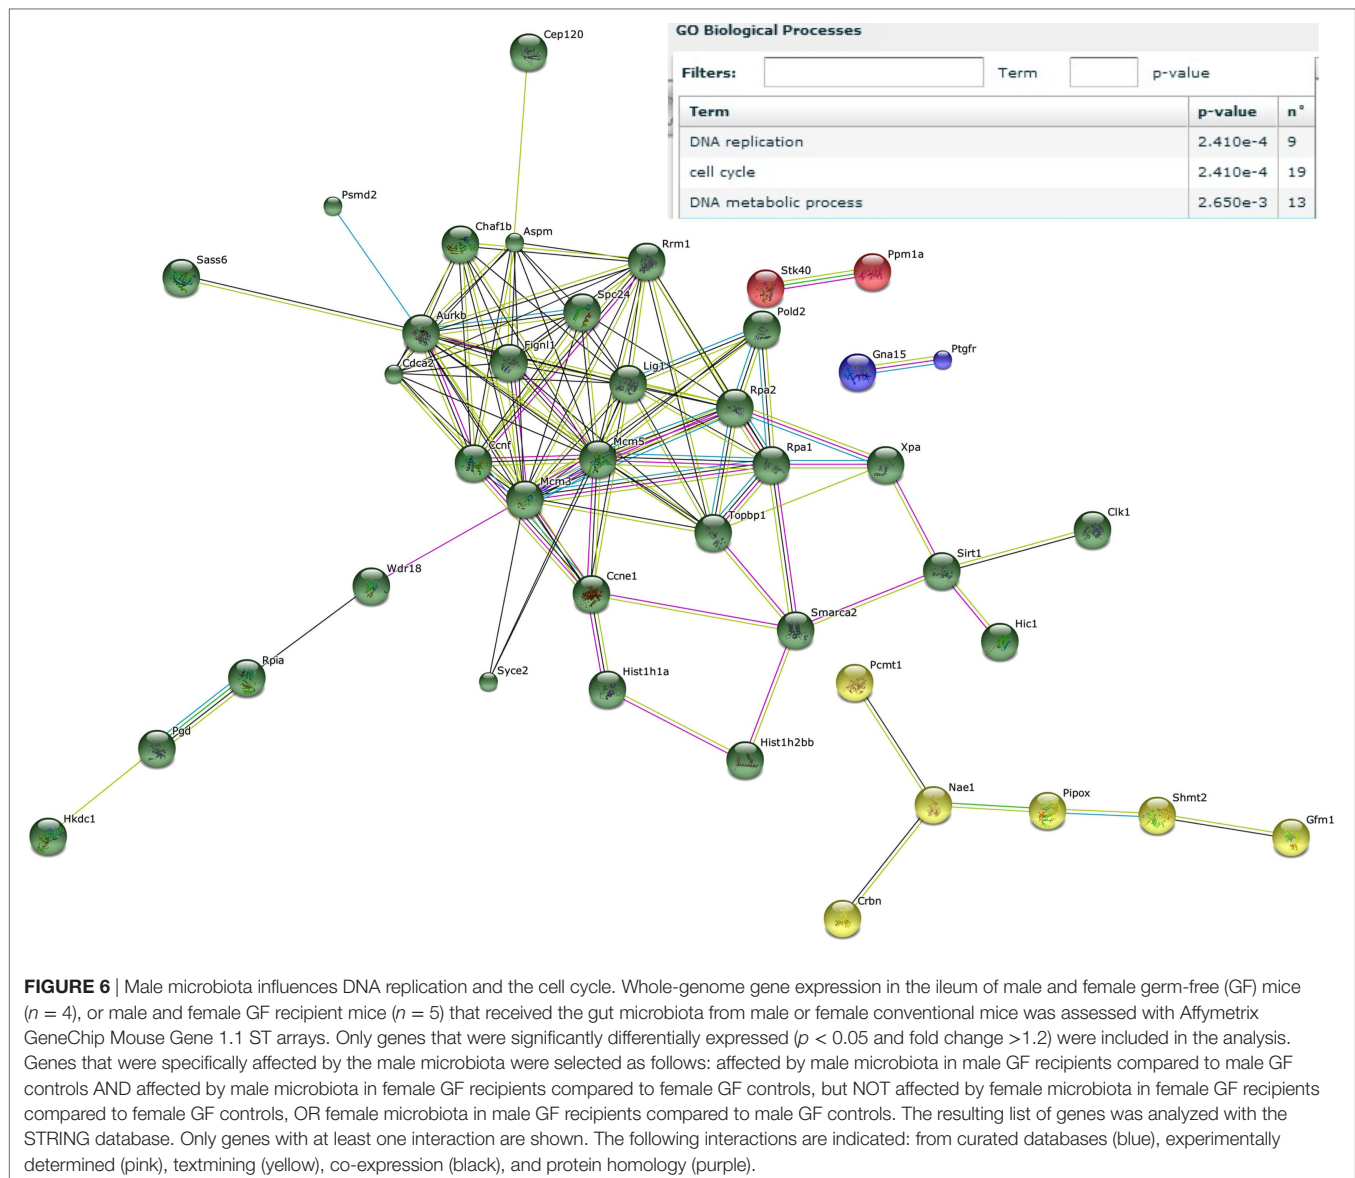 Cep120
GO Biological Processes
Filters:
Term
p-value
Term p-value n°
DNA replication 2.410e-4 9
cell cycle 2.410e-4 19
DNA metabolic process 2.650e-3 13
Psmd2
Chaf1b
Aspm
Rrm1
Sass6
Stk40
Ppm1a
Spc24
Pold2
Aurkb
Fignl1
Gna15
Ptgfr
Cdca2
Lig1
Rpa2
Ccnf
Mcm5
Rpa1
Xpa
Mcm3
Topbp1
Clk1
Wdr18
Sirt1
Ccne1
Smarca2
Hic1
Rpia
Syce2
Hist1h1a
Pcmt1
Pgd
Hist1h2bb
Nae1
Pipox
Shmt2
Hkdc1
Gfm1
Crbn
FIGURE 6 | Male microbiota influences DNA replication and the cell cycle. Whole-genome gene expression in the ileum of male and female germ-free (GF) mice
(n = 4), or male and female GF recipient mice (n = 5) that received the gut microbiota from male or female conventional mice was assessed with Affymetrix
GeneChip Mouse Gene 1.1 ST arrays. Only genes that were significantly differentially expressed (p < 0.05 and fold change >1.2) were included in the analysis.
Genes that were specifically affected by the male microbiota were selected as follows: affected by male microbiota in male GF recipients compared to male GF
controls AND affected by male microbiota in female GF recipients compared to female GF controls, but NOT affected by female microbiota in female GF recipients
compared to female GF controls, OR female microbiota in male GF recipients compared to male GF controls. The resulting list of genes was analyzed with the
STRING database. Only genes with at least one interaction are shown. The following interactions are indicated: from curated databases (blue), experimentally
determined (pink), textmining (yellow), co-expression (black), and protein homology (purple).